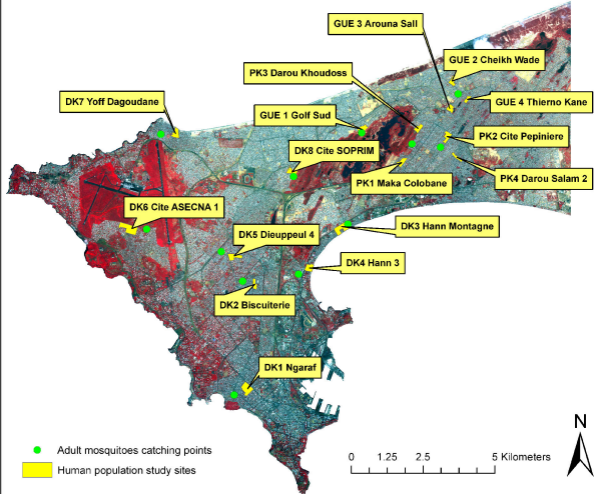 GUE 3 Arouna Sall
GUE 2 Cheikh Wade
PK3 Darou Khoudoss
DK7 Yoff Dagoudane
GUE 4 Thierno Kane
GUE 1 Golf Sud
PK2 Cite Pepiniere
DK8 Cite SOPRIM
PK1 Maka Colobane
PK4 Darou Salam 2
DK6 Cite ASECNA 1
DK5 Dieuppeul 4
DK3 Hann Montagne
DK4 Hann 3
DK2 Biscuiterie
DK1 Ngaraf
N
Adult mosquitoes catching points
Human population study sites
0 1.25 2.5 5 Kilometers